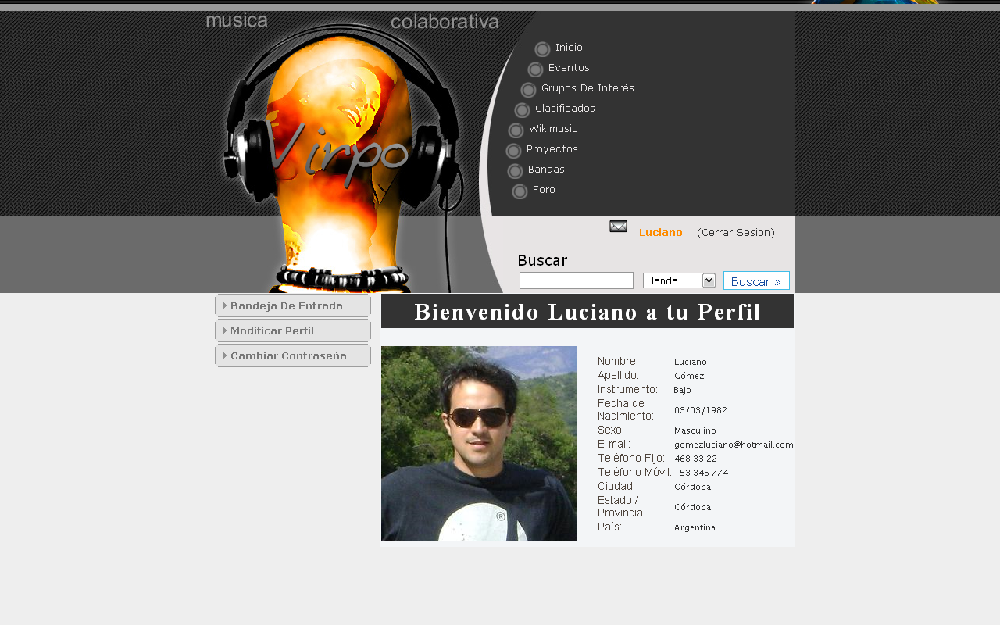 musica colaborativa
Virpo
Inicio
Eventos
Grupos De Interés
Clasificados
Wikimusic
Proyectos
Bandas
Foro
Luciano (Cerrar Sesion)
Buscar
Banda Buscar »
Bandeja De Entrada
Modificar Perfil
Cambiar Contraseña
Bienvenido Luciano a tu Perfil
Nombre: Luciano
Apellido: Gómez
Instrumento: Bajo
Fecha de
Nacimiento: 03/03/1982
Sexo: Masculino
E-mail: gomezluciano@hotmail.com
Teléfono Fijo: 468 33 22
Teléfono Móvil: 153 345 774
Ciudad: Córdoba
Estado /
Provincia Córdoba
País: Argentina
®